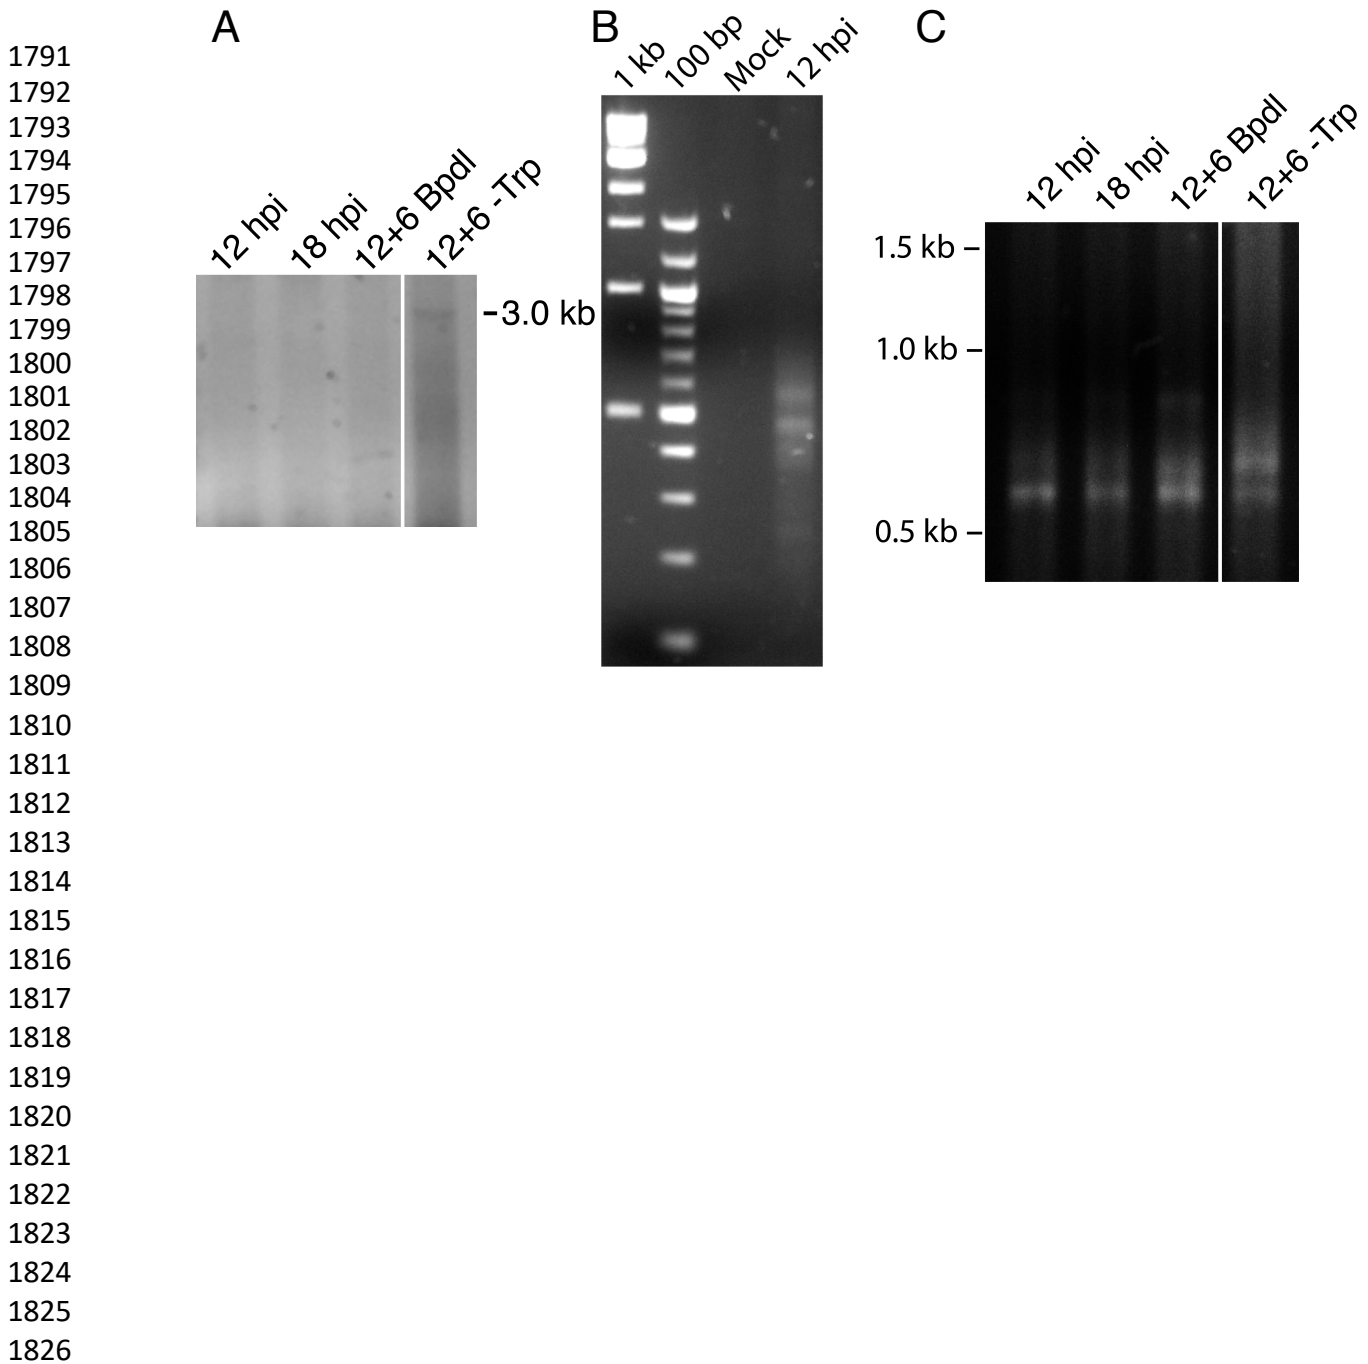 A
B
C
1 kb
100 bp
Mock
12 hpi
12 hpi
18 hpi
12+6 Bpdl
12+6 -Trp
-3.0 kb
12 hpi
18 hpi
12+6 Bpdl
12+6 -Trp
1.5 kb –
1.0 kb –
0.5 kb –
1791
1792
1793
1794
1795
1796
1797
1798
1799
1800
1801
1802
1803
1804
1805
1806
1807
1808
1809
1810
1811
1812
1813
1814
1815
1816
1817
1818
1819
1820
1821
1822
1823
1824
1825
1826